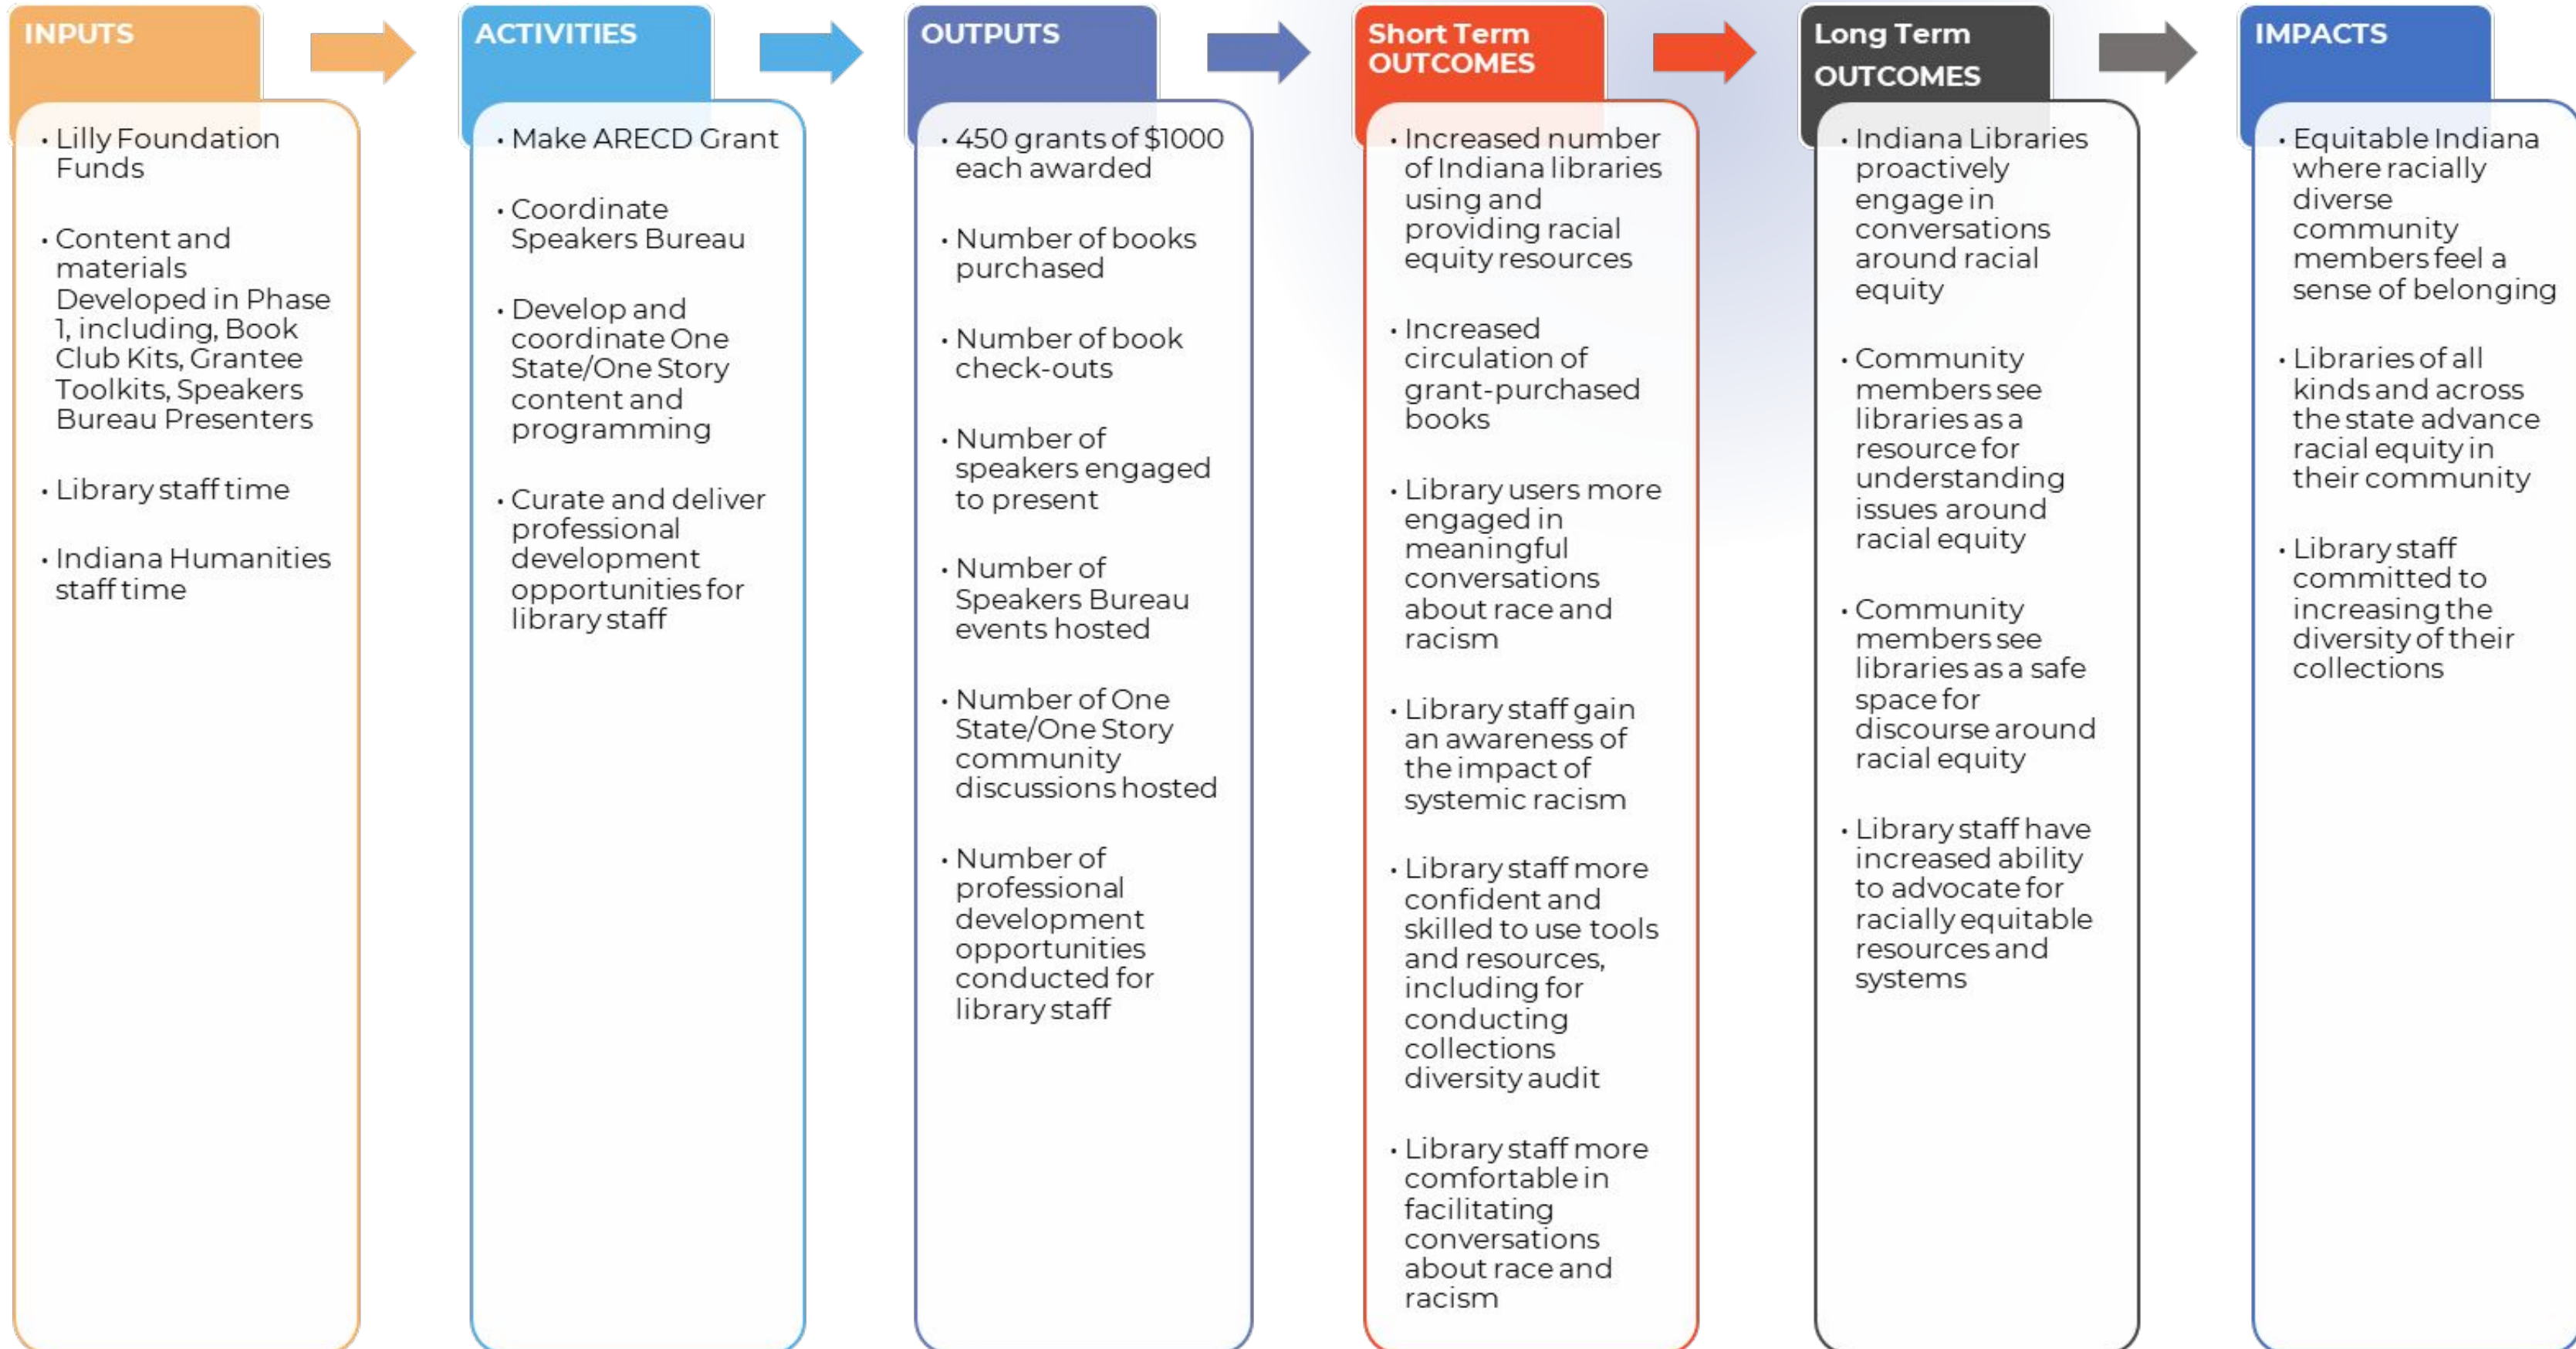 INPUTS
• Lilly Foundation
Funds
• Content and
materials
Developed in Phase
1, including, Book
Club Kits, Grantee
Toolkits, Speakers
Bureau Presenters
• Library staff time
• Indiana Humanities
staff time
ACTIVITIES
• Make ARECD Grant
• Coordinate
Speakers Bureau
• Develop and
coordinate One
State/One Story
content and
programming
• Curate and deliver
professional
development
opportunities for
library staff
OUTPUTS
• 450 grants of $1000
each awarded
• Number of books
purchased
• Number of book
check-outs
• Number of
speakers engaged
to present
• Number of
Speakers Bureau
events hosted
• Number of One
State/One Story
community
discussions hosted
• Number of
professional
development
opportunities
conducted for
library staff
Short Term
OUTCOMES
• Increased number
of Indiana libraries
using and
providing racial
equity resources
• Increased
circulation of
grant-purchased
books
• Library users more
engaged in
meaningful
conversations
about race and
racism
• Library staff gain
an awareness of
the impact of
systemic racism
• Library staff more
confident and
skilled to use tools
and resources,
including for
conducting
collections
diversity audit
• Library staff more
comfortable in
facilitating
conversations
about race and
racism
Long Term
OUTCOMES
• Indiana Libraries
proactively
engage in
conversations
around racial
equity
• Community
members see
libraries as a
resource for
understanding
issues around
racial equity
• Community
members see
libraries as a safe
space for
discourse around
racial equity
• Library staff have
increased ability
to advocate for
racially equitable
resources and
systems
IMPACTS
• Equitable Indiana
where racially
diverse
community
members feel a
sense of belonging
• Libraries of all
kinds and across
the state advance
racial equity in
their community
• Library staff
committed to
increasing the
diversity of their
collections